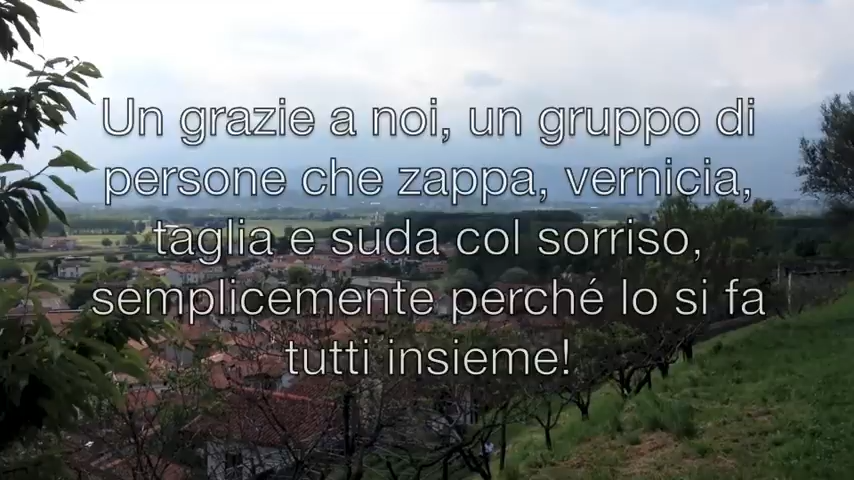 Un grazie a noi, un gruppo di
persone che zappa, vernicia,
taglia e suda col sorriso,
semplicemente perché lo si fa
tutti insieme!